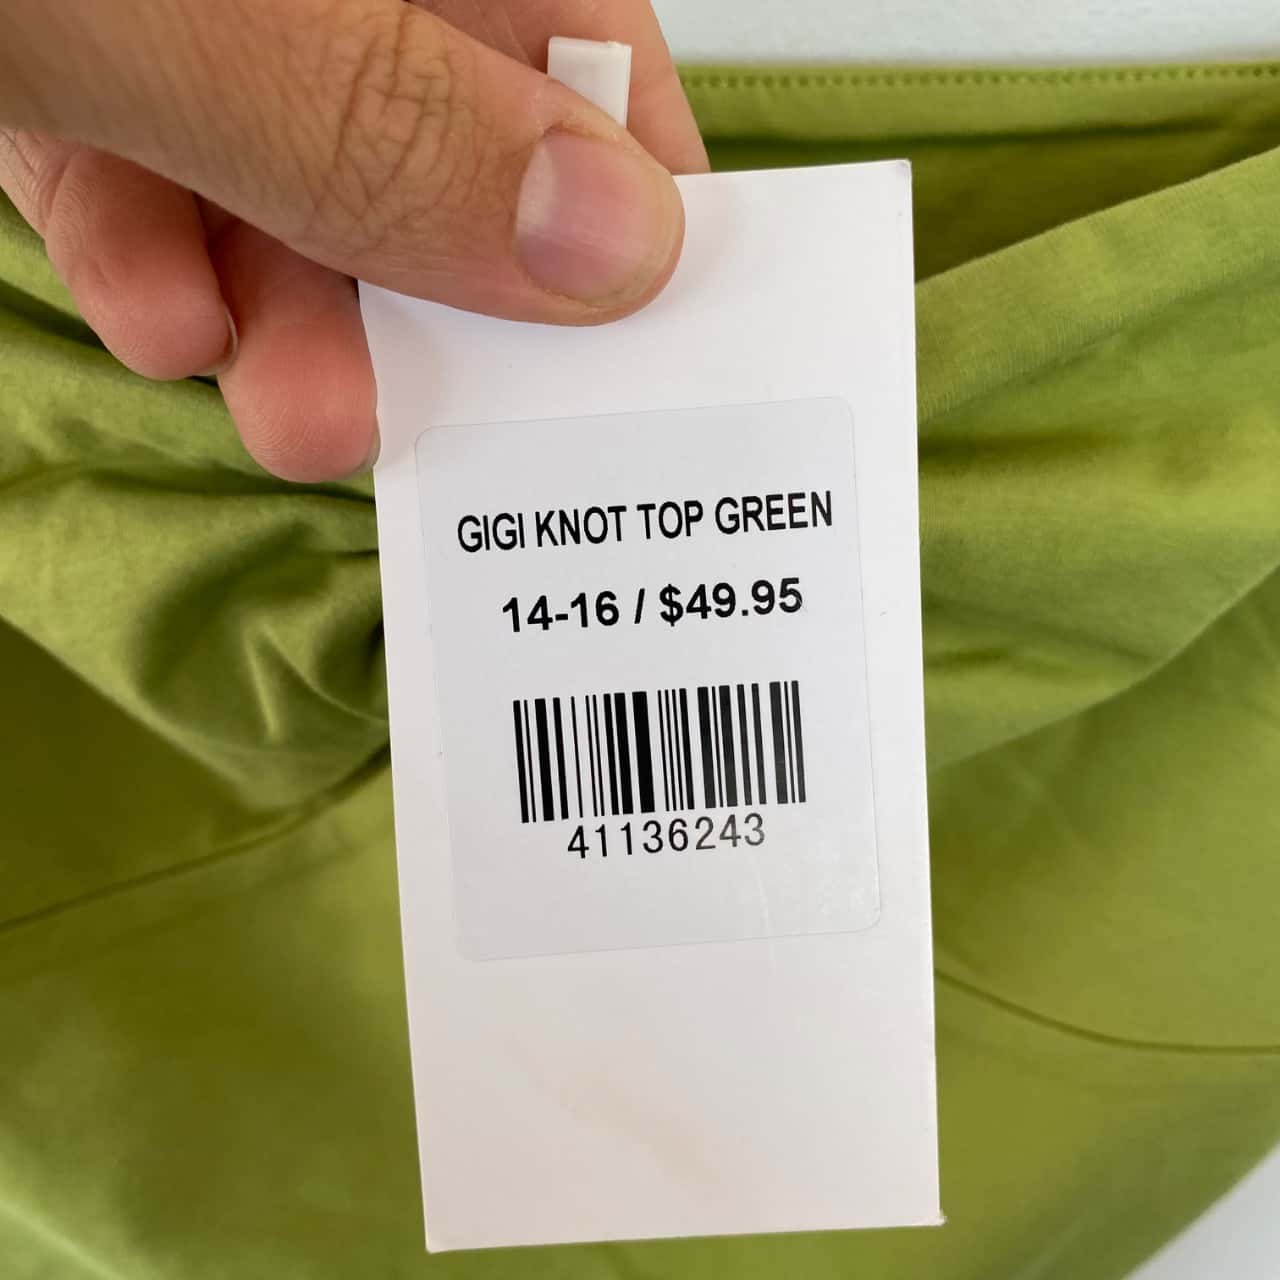 GIGI KNOT TOP GREEN
14-16 / $49.95
41136243